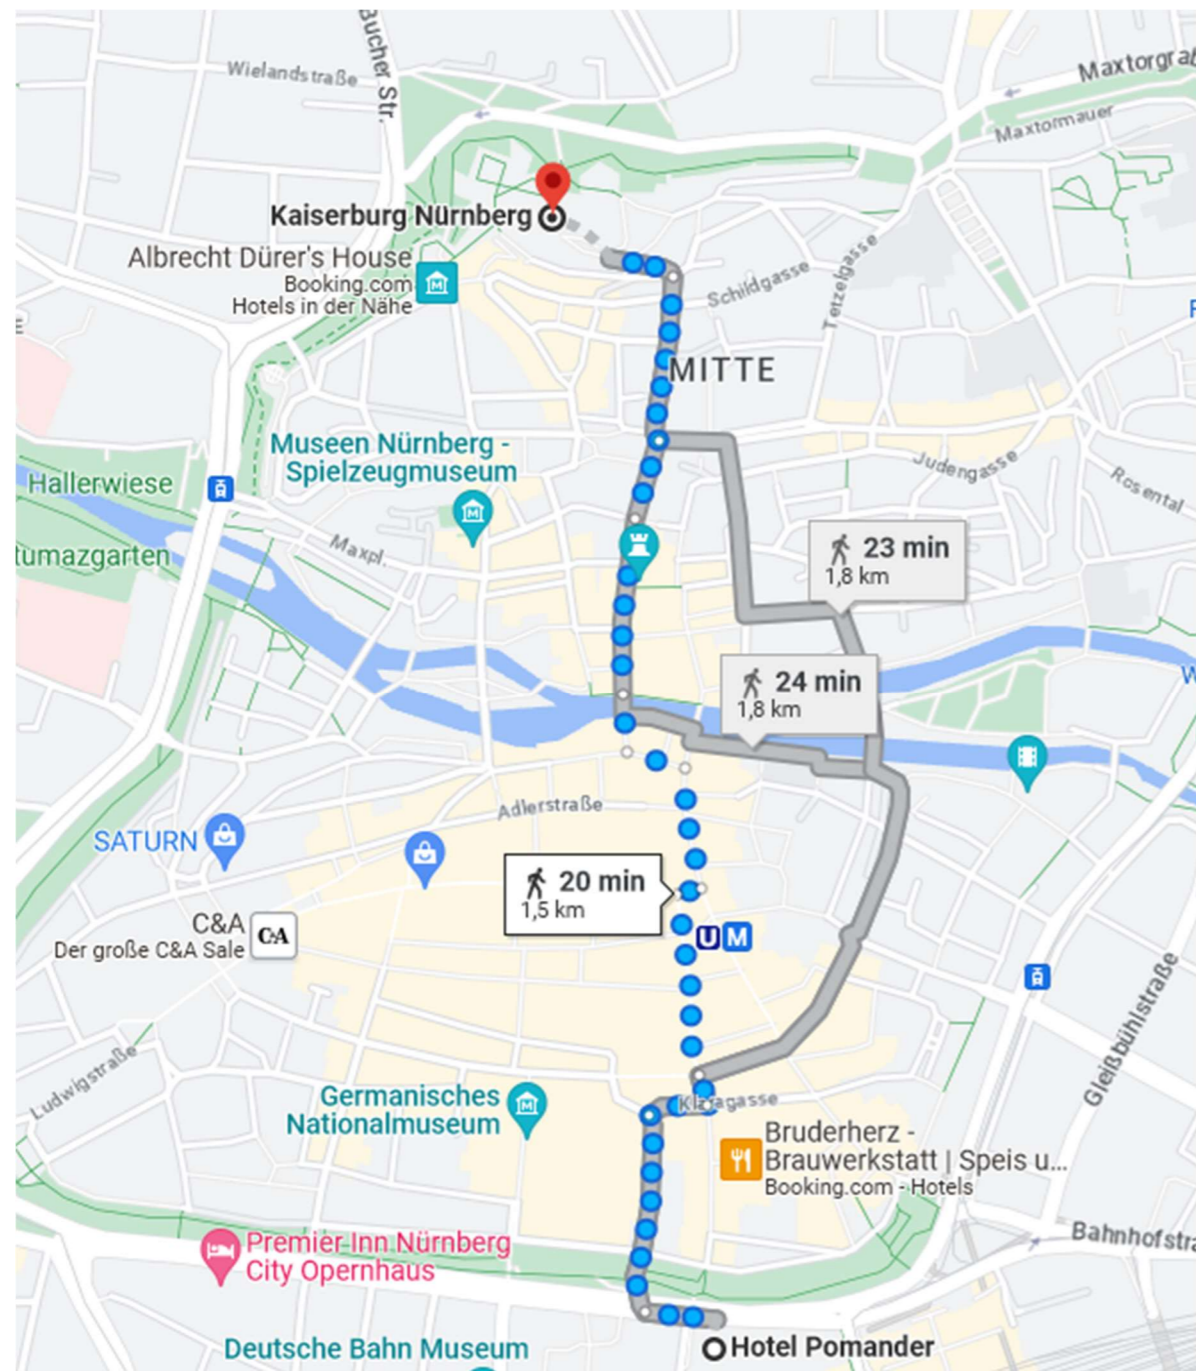 Bucher Str.
Wielandstraße
Maxtorgra
Maxtormauer
Kaiserburg Nürnberg
Albrecht Dürer's House
Booking.com
Hotels in der Nähe
Schildgasse
Tetzelgasse
MITTE
Museen Nürnberg -
Spielzeugmuseum
Judengasse
Rosental
Hallerwiese
Maxpl.
tumazgarten
23 min
1,8 km
24 min
1,8 km
W
Adlerstraße
SATURN
20 min
1,5 km
U M
C&A
Der große C&A Sale
C&A
Gleißbühlstraße
Ludwigstraße
Germanisches
Nationalmuseum
Klaragasse
Bruderherz -
Brauwerkstatt | Speis u...
Booking.com - Hotels
Premier Inn Nürnberg
City Opernhaus
Bahnhofstra
Hotel Pomander
Deutsche Bahn Museum